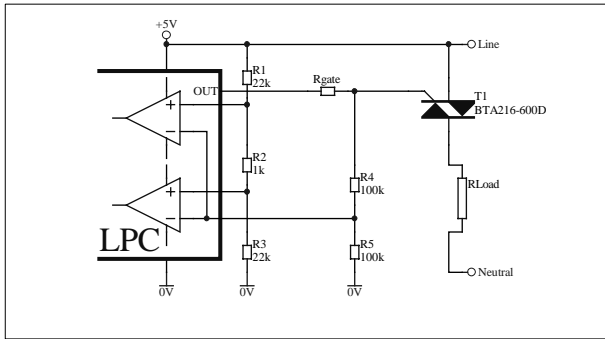 +5V
Line
R1
22k
OUT
Rgate
T1
BTA216-600D
R2
1k
R4
100k
RLoad
LPC
R3
22k
R5
100k
Neutral
0V
0V
0V
+
−
+
−